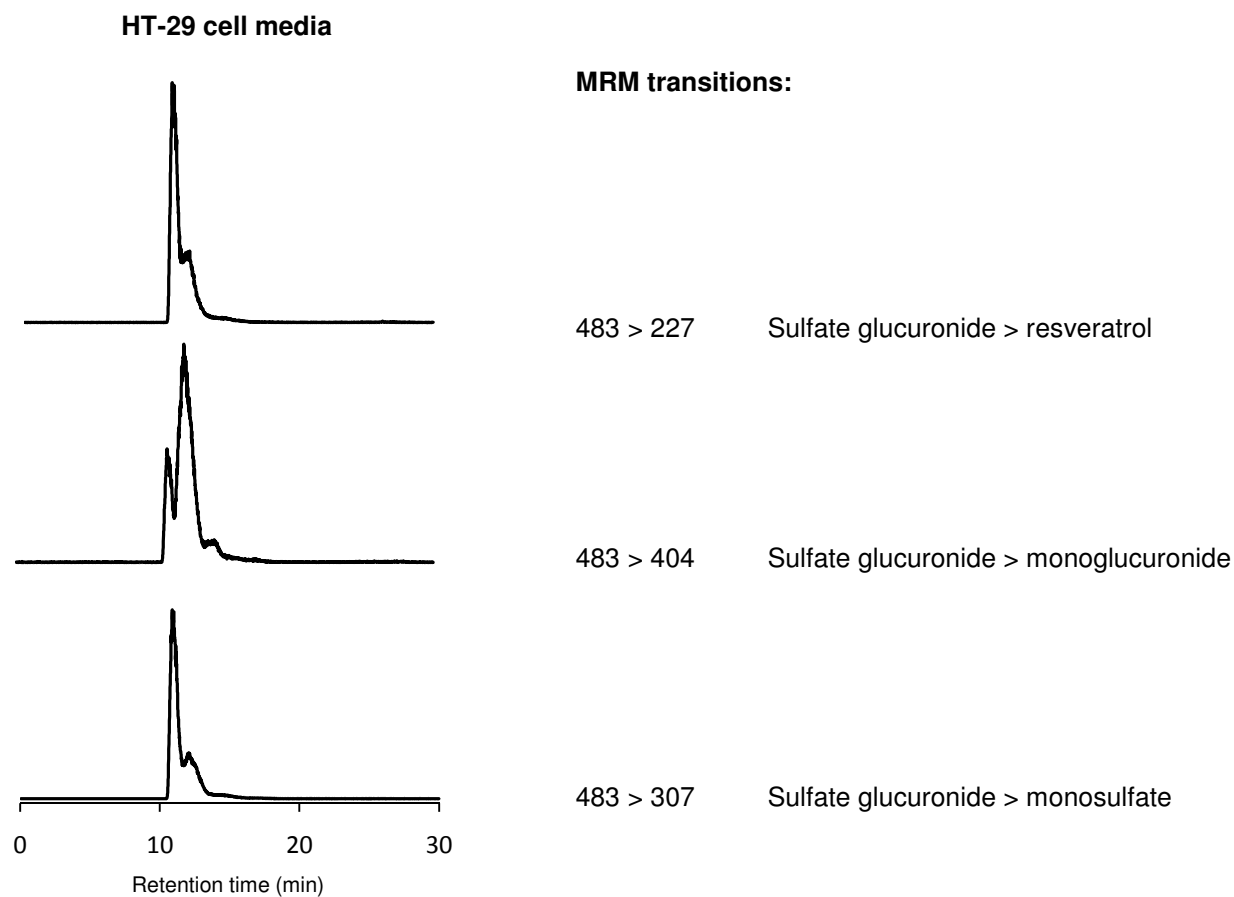 HT-29 cell media
MRM transitions:
483 > 227 Sulfate glucuronide > resveratrol
483 > 404 Sulfate glucuronide > monoglucuronide
483 > 307 Sulfate glucuronide > monosulfate
0 10 20 30
Retention time (min)